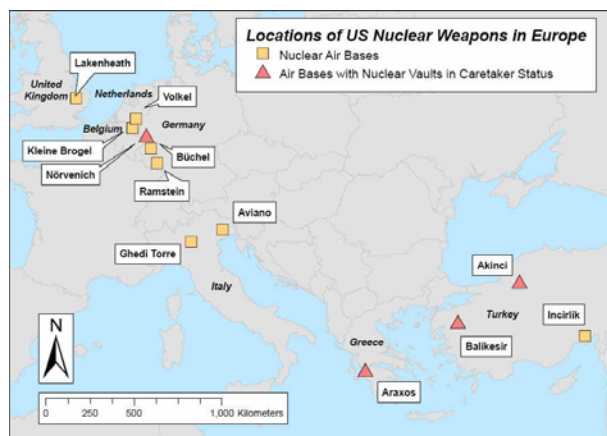 Locations of US Nuclear Weapons in Europe
Nuclear Air Bases
Air Bases with Nuclear Vaults in Caretaker Status
Lakenheath
United
Kingdom
Netherlands
Volkel
Belgium
Germany
Kleine Brogel
Büchel
Nörvenich
Ramstein
Aviano
Ghedi Torre
Akinci
Italy
Turkey
Incirlik
N
Greece
Balikesir
Araxos
0 250 500 1,000 Kilometers